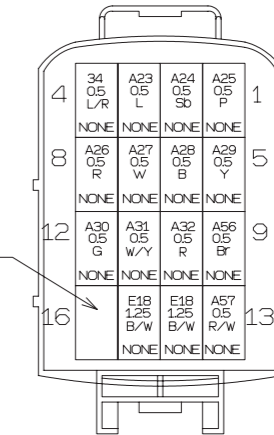 4 34 A23 A24 A25 1
0.5 0.5 0.5 0.5
L/R L Sb P
NONE NONE NONE NONE
8 A26 A27 A28 A29 5
0.5 0.5 0.5 0.5
R W B Y
NONE NONE NONE NONE
12 A30 A31 A32 A56 9
0.5 0.5 0.5 0.5
G W/Y R Br
NONE NONE NONE NONE
16 E18 E18 A57 13
1.25 1.25 0.5
B/W B/W R/W
NONE NONE NONE